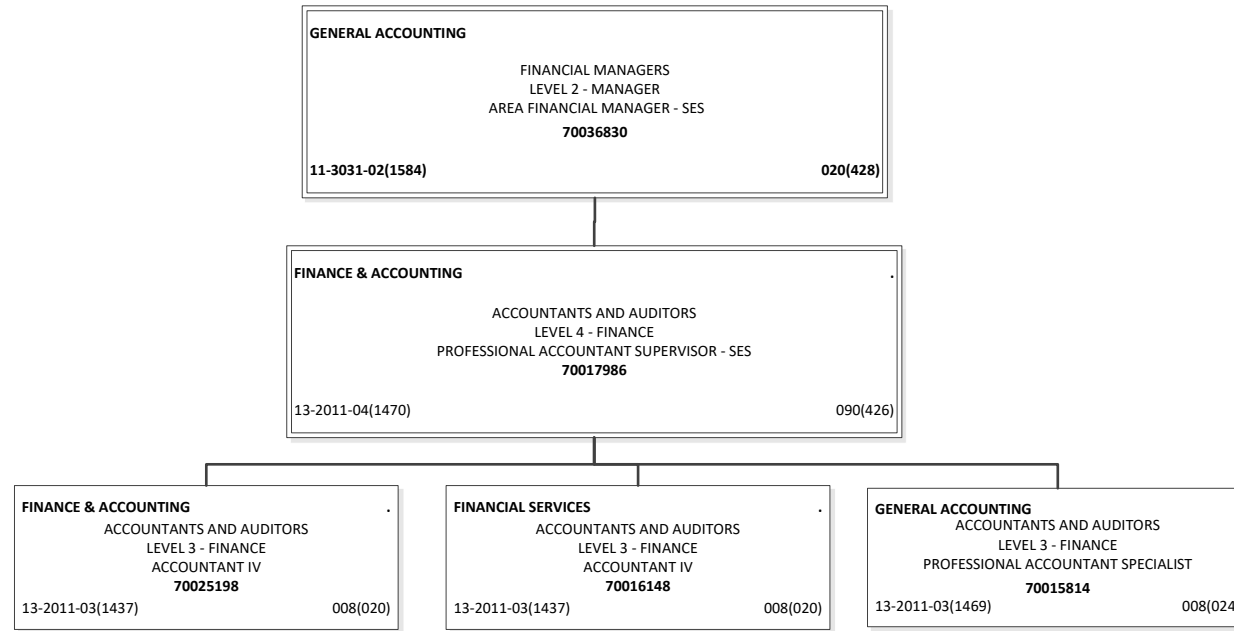 GENERAL ACCOUNTING
FINANCIAL MANAGERS
LEVEL 2 - MANAGER
AREA FINANCIAL MANAGER - SES
70036830
11-3031-02(1584) 020(428)
FINANCE & ACCOUNTING .
ACCOUNTANTS AND AUDITORS
LEVEL 4 - FINANCE
PROFESSIONAL ACCOUNTANT SUPERVISOR - SES
70017986
13-2011-04(1470) 090(426)
FINANCE & ACCOUNTING .
ACCOUNTANTS AND AUDITORS
LEVEL 3 - FINANCE
ACCOUNTANT IV
70025198
13-2011-03(1437) 008(020)
FINANCIAL SERVICES .
ACCOUNTANTS AND AUDITORS
LEVEL 3 - FINANCE
ACCOUNTANT IV
70016148
13-2011-03(1437) 008(020)
GENERAL ACCOUNTING
ACCOUNTANTS AND AUDITORS
LEVEL 3 - FINANCE
PROFESSIONAL ACCOUNTANT SPECIALIST
70015814
13-2011-03(1469) 008(024